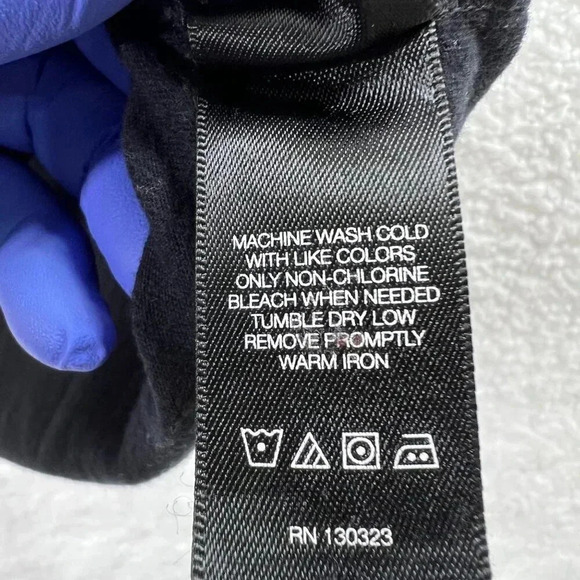 MACHINE WASH COLD
WITH LIKE COLORS
ONLY NON-CHLORINE
BLEACH WHEN NEEDED
TUMBLE DRY LOW
REMOVE PROMPTLY
WARM IRON
RN 130323